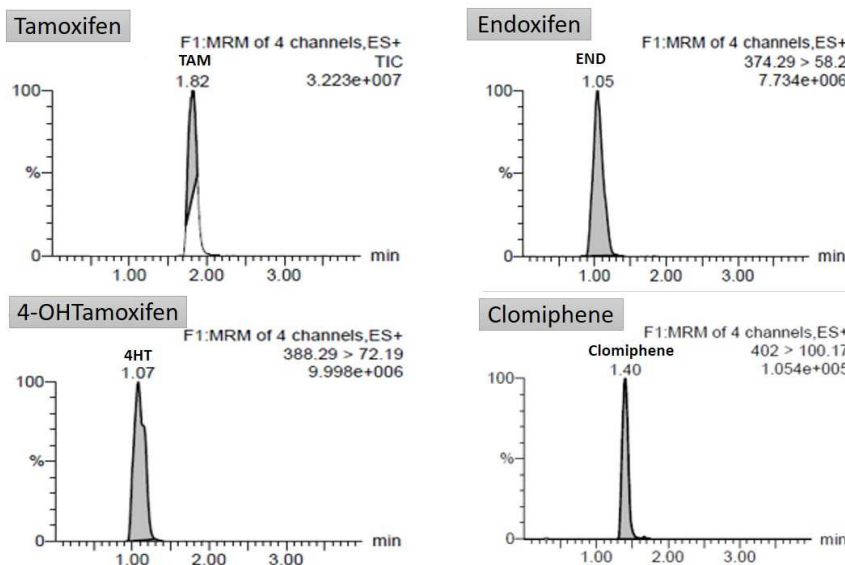 Tamoxifen
F1:MRM of 4 channels,ES+
TAM
TIC
1.82
3.223e+007
100
%
0
1.00 2.00 3.00
min
Endoxifen
F1:MRM of 4 channels,ES+
END
374.29 > 58.2
1.05
7.734e+006
100
%
0
1.00 2.00 3.00
min
4-OHTamoxifen
F1:MRM of 4 channels,ES+
4HT
388.29 > 72.19
1.07
9.998e+006
100
%
0
1.00 2.00 3.00
min
Clomiphene
F1:MRM of 4 channels,ES+
Clomiphene
402 > 100.17
1.40
1.054e+005
100
%
0
1.00 2.00 3.00
min